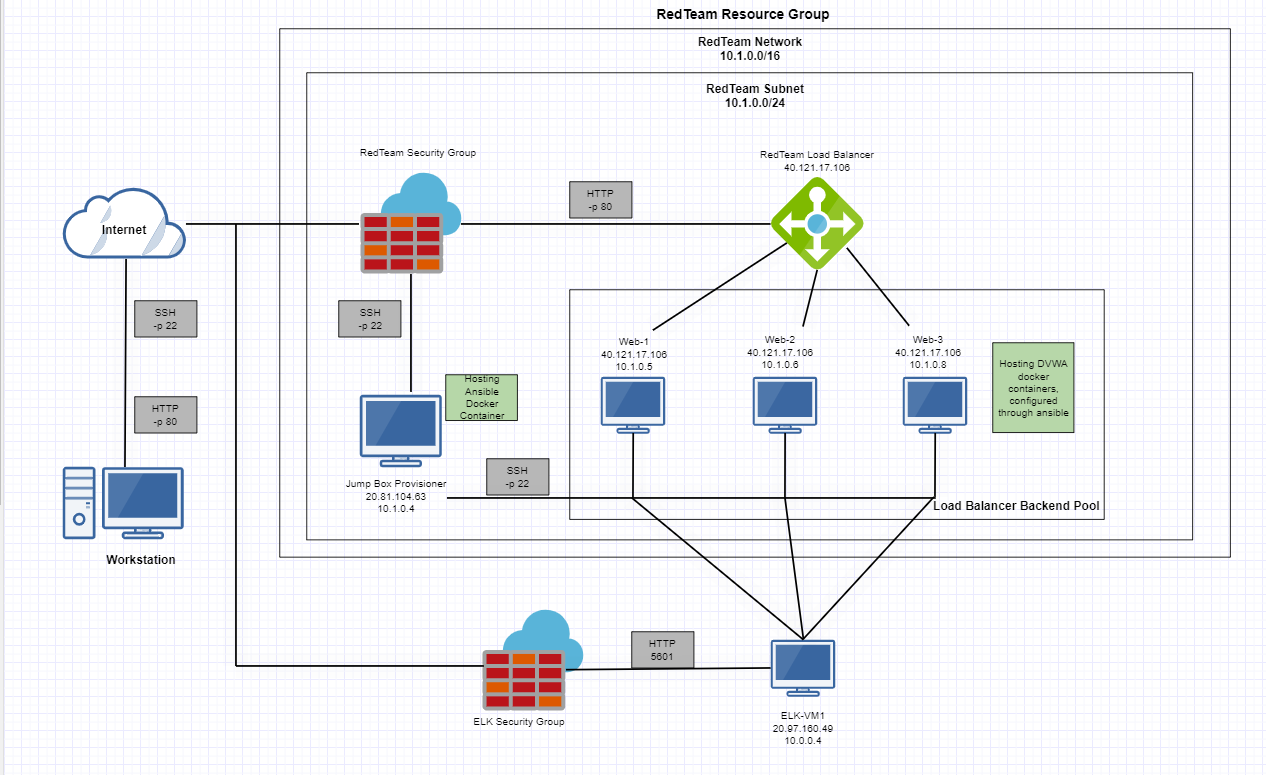 RedTeam Resource Group
RedTeam Network
10.1.0.0/16
RedTeam Subnet
10.1.0.0/24
RedTeam Security Group
RedTeam Load Balancer
40.121.17.106
HTTP
-p 80
Internet
SSH
-p 22
SSH
-p 22
HTTP
-p 80
Hosting
Ansible
Docker
Container
Web-1
40.121.17.106
10.1.0.5
Web-2
40.121.17.106
10.1.0.6
Web-3
40.121.17.106
10.1.0.8
Hosting DVWA
docker
containers,
configured
through ansible
SSH
-p 22
Jump Box Provisioner
20.81.104.63
10.1.0.4
Load Balancer Backend Pool
Workstation
HTTP
5601
ELK Security Group
ELK-VM1
20.97.160.49
10.0.0.4